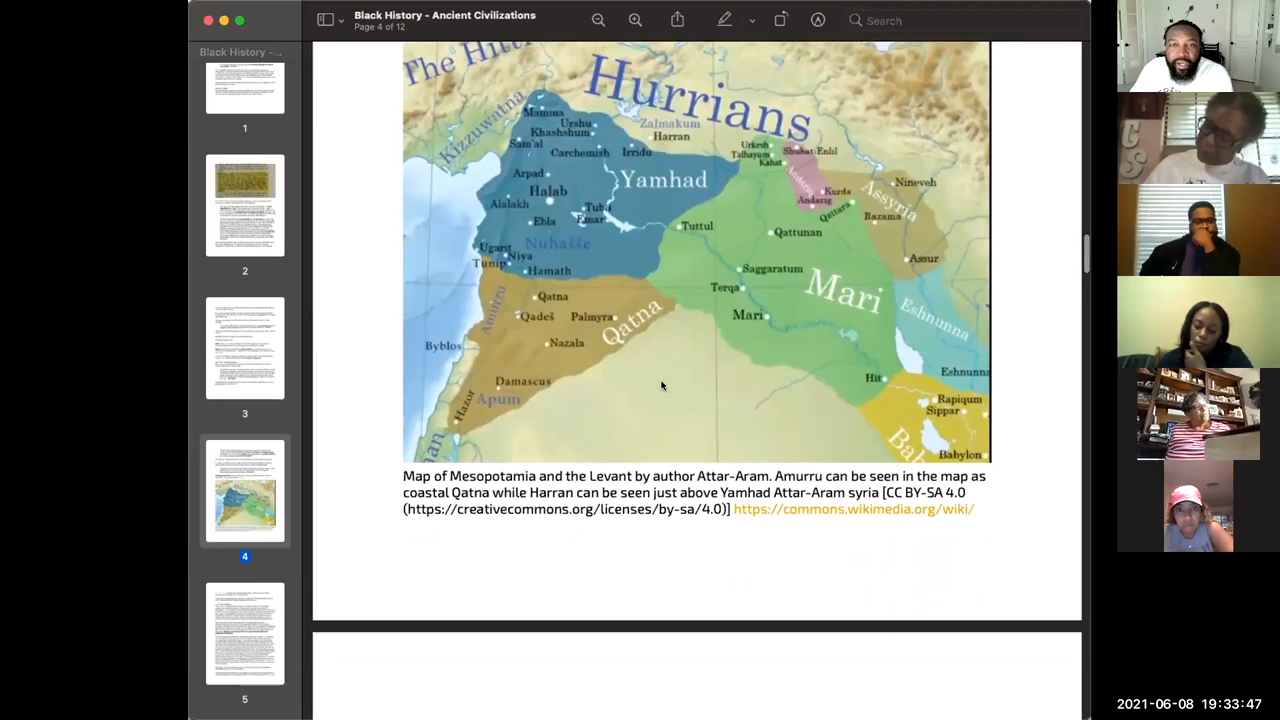 Black History - Ancient Civilizations
Page 4 of 12
Search
Black History -...
1
2
3
4
5
The
Hurrians
Kizzuwana
Mamma
Urshu
Zalmakum
Khashshum
Harran
Sam'al
Carchemish
Irridu
Urkesh
Shubat-Enlil
Talhayum
Kahat
Arpad
Yamhad
Halab
Kurda
Assyria
Nineveh
Alalakh
Tuba
Andarig
Emar
Ebla
Qattara
Razama
Tuttul
Qattunan
Nuhašše
Ugarit
Niya
Tunip
Hamath
Assur
Saggaratum
Terqa
Mari
Qatna
Amurru
Qadeš
Palmyra
Qatna
Mari
Eshnunna
Byblos
Nazala
Damascus
Hit
Eshnunna
Hazor
Apum
Rapiqum
Sippar
Babylon
Map of Mesopotamia and the Levant by author Attar-Aram. Amurru can be seen in the map as
coastal Qatna while Harran can be seen just above Yamhad Attar-Aram syria [CC BY-SA 4.0
(https://creativecommons.org/licenses/by-sa/4.0)] https://commons.wikimedia.org/wiki/
2021-06-08 19:33:47